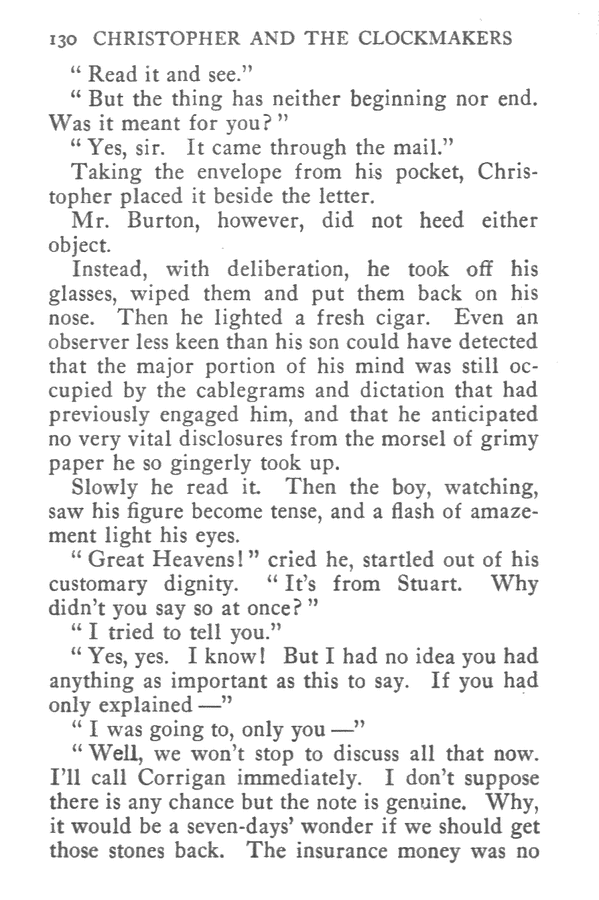 130 CHRISTOPHER AND THE CLOCKMAKERS
“ Read it and see.”
“ But the thing has neither beginning nor end.
Was it meant for you? ”
“ Yes, sir. It came through the mail.”
Taking the envelope from his pocket, Chris-
topher placed it beside the letter.
Mr. Burton, however, did not heed either
object.
Instead, with deliberation, he took off his
glasses, wiped them and put them back on his
nose. Then he lighted a fresh cigar. Even an
observer less keen than his son could have detected
that the major portion of his mind was still oc-
cupied by the cablegrams and dictation that had
previously engaged him, and that he anticipated
no very vital disclosures from the morsel of grimy
paper he so gingerly took up.
Slowly he read it. Then the boy, watching,
saw his figure become tense, and a flash of amaze-
ment light his eyes.
“ Great Heavens! ” cried he, startled out of his
customary dignity. “ It’s from Stuart. Why
didn’t you say so at once? ”
“ I tried to tell you.”
“ Yes, yes. I know! But I had no idea you had
anything as important as this to say. If you had
only explained —”
“ I was going to, only you —”
“ Well, we won’t stop to discuss all that now.
I’ll call Corrigan immediately. I don’t suppose
there is any chance but the note is genuine. Why,
it would be a seven-days’ wonder if we should get
those stones back. The insurance money was no